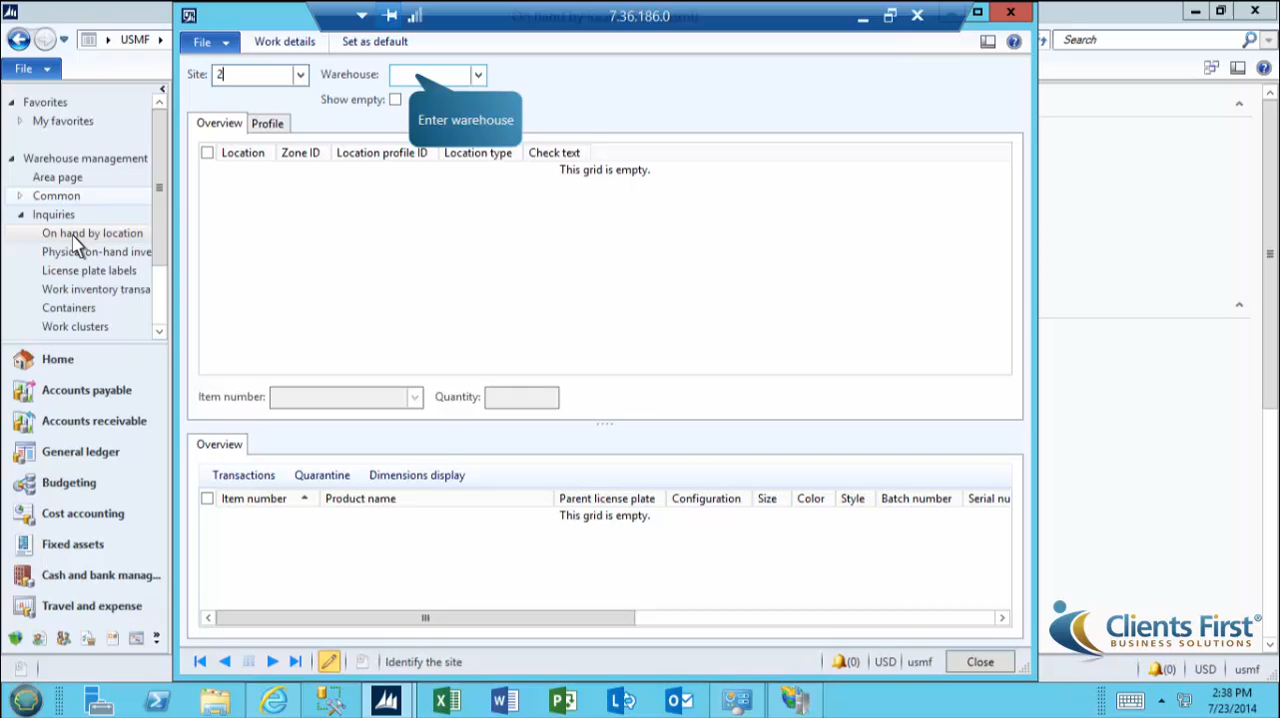 7.36.186.0
USMF
Search
File
File
Work details
Set as default
Site: 2
Warehouse:
Show empty:
Enter warehouse
Favorites
My favorites
Warehouse management
Area page
Common
Inquiries
On hand by location
Physical on-hand inve
License plate labels
Work inventory transa
Containers
Work clusters
Home
Accounts payable
Accounts receivable
General ledger
Budgeting
Cost accounting
Fixed assets
Cash and bank manag...
Travel and expense
Overview
Profile
Location
Zone ID
Location profile ID
Location type
Check text
This grid is empty.
Item number:
Quantity:
Overview
Transactions
Quarantine
Dimensions display
Item number
Product name
Parent license plate
Configuration
Size
Color
Style
Batch number
Serial nu
This grid is empty.
Identify the site
(0)
USD
usmf
Close
Clients First®
BUSINESS SOLUTIONS
(0)
USD
usmf
2:38 PM
7/23/2014